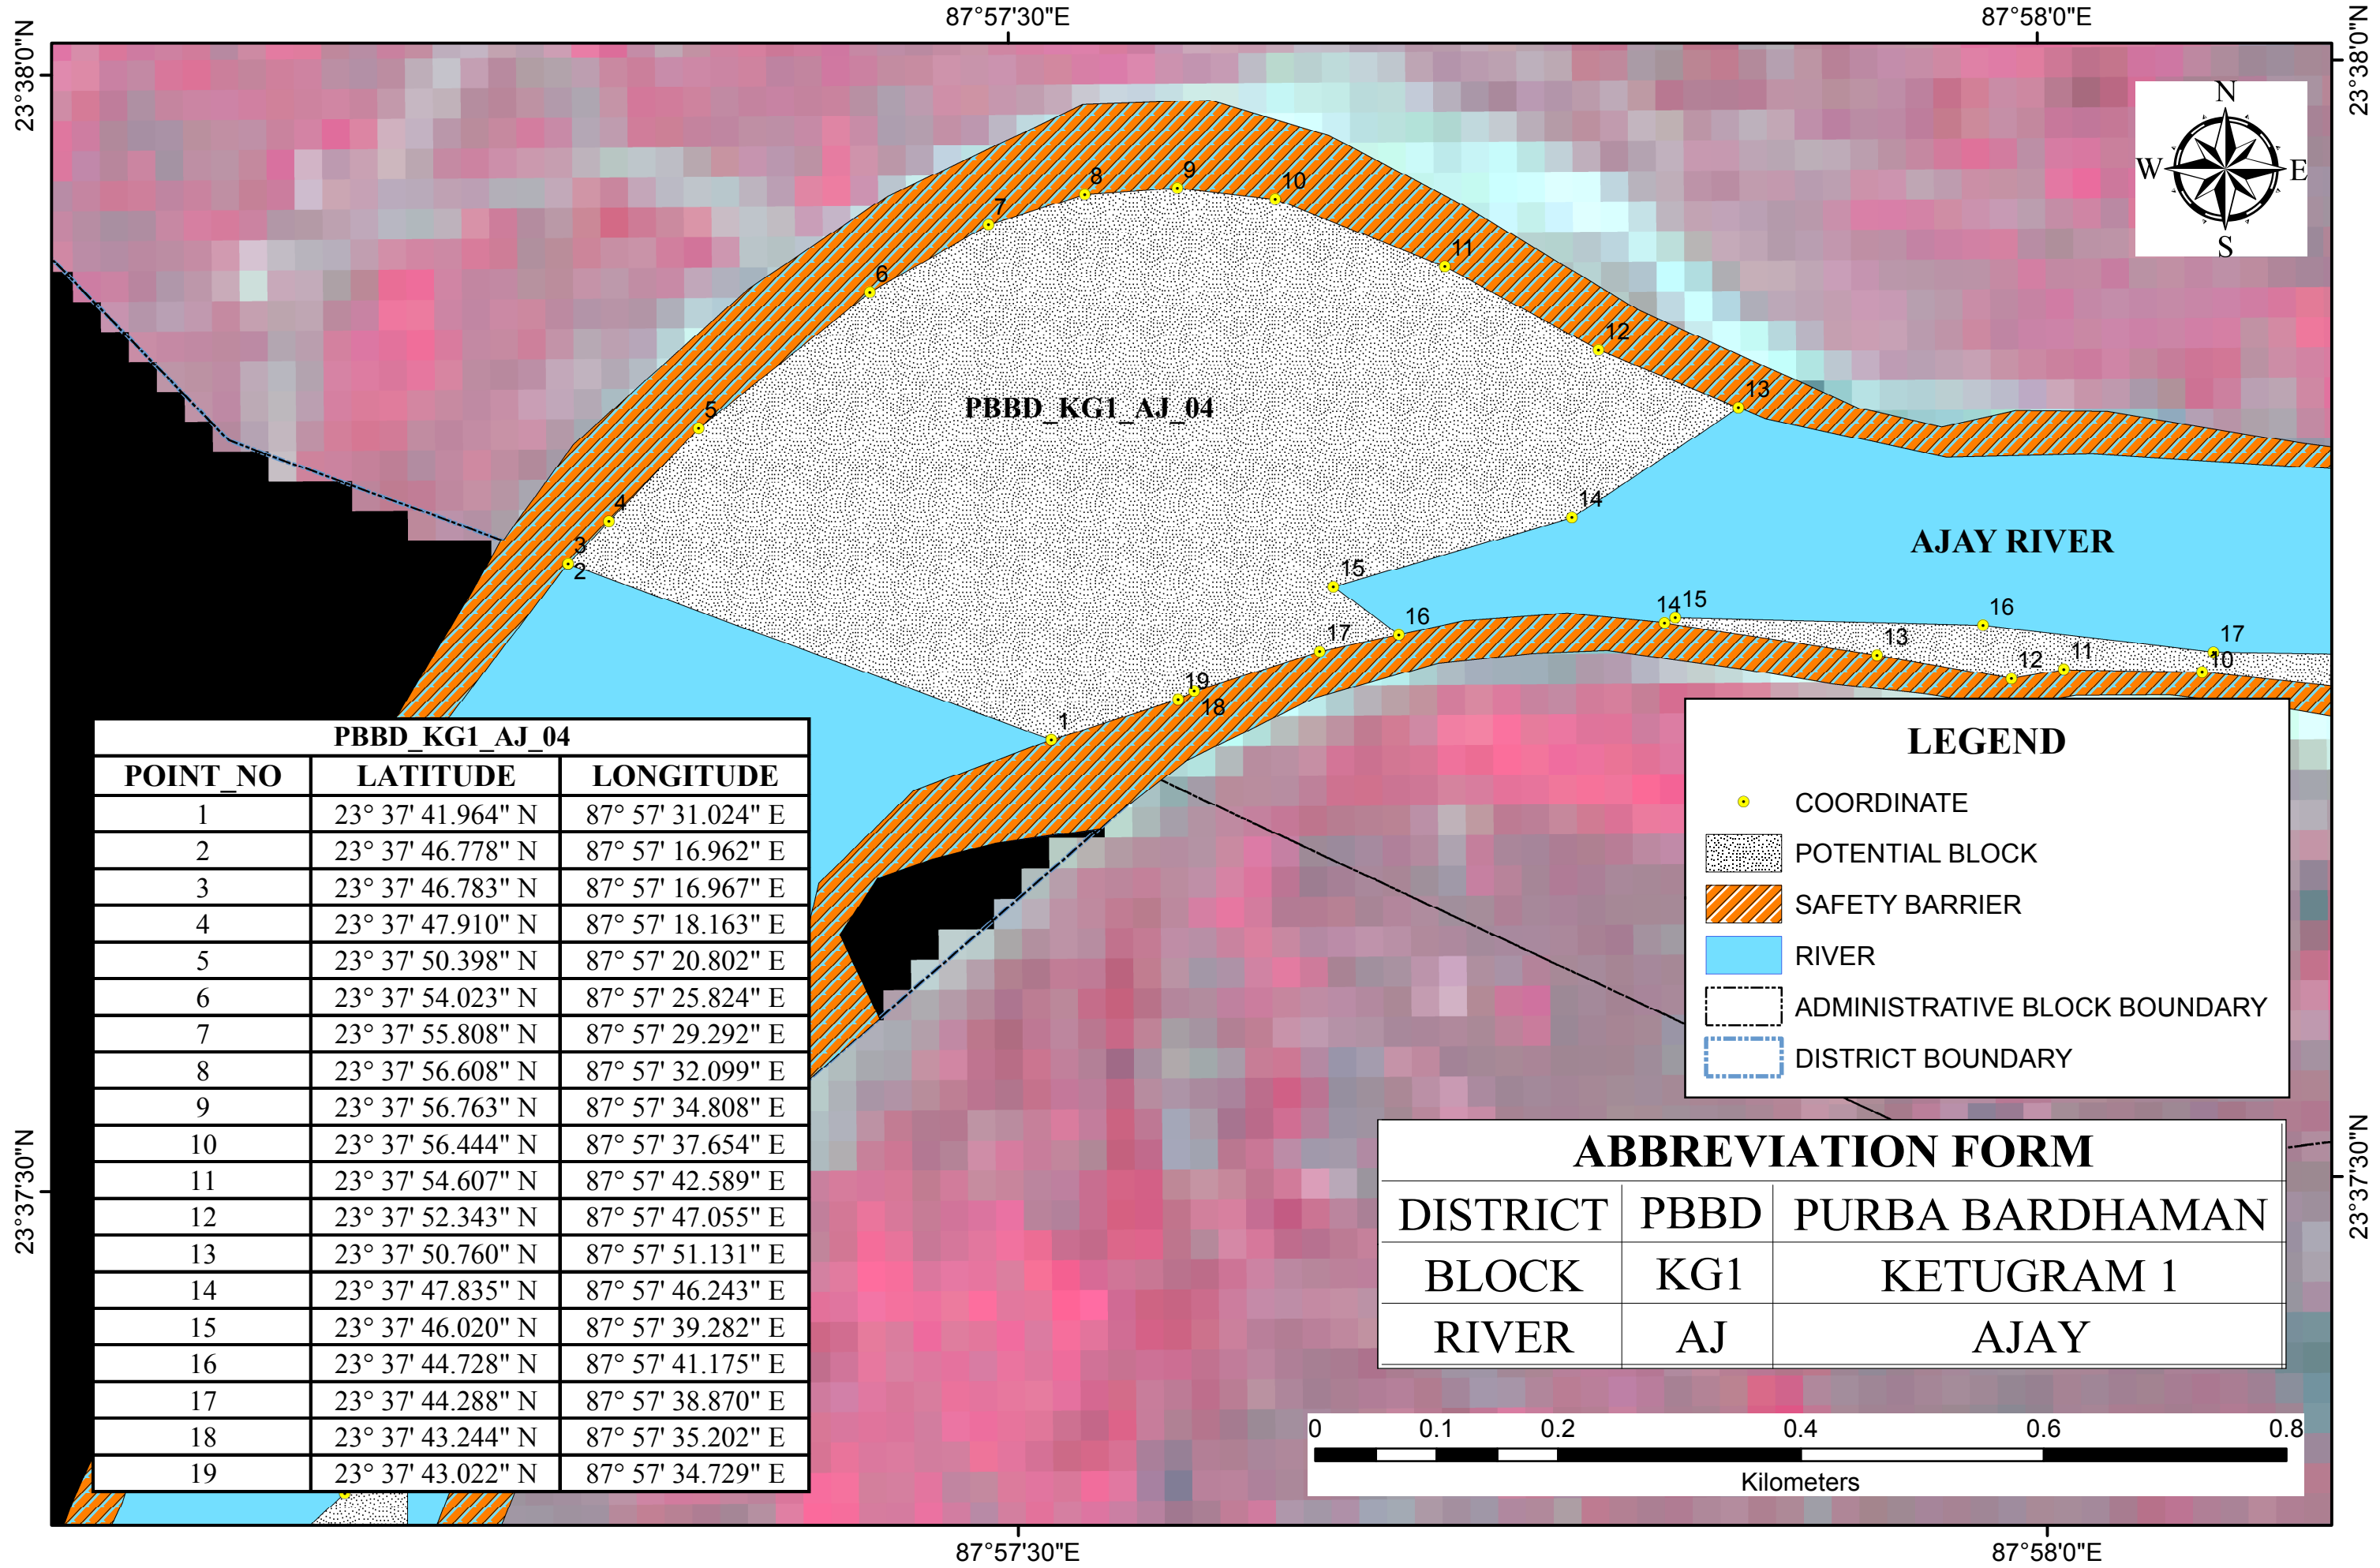 87°57'30"E 87°58'0"E
23°38'0"N 23°38'0"N
N
W E
S
8 9 10
7
11
6
12
13
PBBD_KG1_AJ_04
5
4
14
3
2
AJAY RIVER
15
16 14 15 16
17 13 17
12 11 10
19
18
1
PBBD_KG1_AJ_04
POINT_NO LATITUDE LONGITUDE
1 23° 37' 41.964" N 87° 57' 31.024" E
2 23° 37' 46.778" N 87° 57' 16.962" E
3 23° 37' 46.783" N 87° 57' 16.967" E
4 23° 37' 47.910" N 87° 57' 18.163" E
5 23° 37' 50.398" N 87° 57' 20.802" E
6 23° 37' 54.023" N 87° 57' 25.824" E
7 23° 37' 55.808" N 87° 57' 29.292" E
8 23° 37' 56.608" N 87° 57' 32.099" E
9 23° 37' 56.763" N 87° 57' 34.808" E
10 23° 37' 56.444" N 87° 57' 37.654" E
11 23° 37' 54.607" N 87° 57' 42.589" E
12 23° 37' 52.343" N 87° 57' 47.055" E
13 23° 37' 50.760" N 87° 57' 51.131" E
14 23° 37' 47.835" N 87° 57' 46.243" E
15 23° 37' 46.020" N 87° 57' 39.282" E
16 23° 37' 44.728" N 87° 57' 41.175" E
17 23° 37' 44.288" N 87° 57' 38.870" E
18 23° 37' 43.244" N 87° 57' 35.202" E
19 23° 37' 43.022" N 87° 57' 34.729" E
LEGEND
COORDINATE
POTENTIAL BLOCK
SAFETY BARRIER
RIVER
ADMINISTRATIVE BLOCK BOUNDARY
DISTRICT BOUNDARY
23°37'30"N 23°37'30"N
ABBREVIATION FORM
DISTRICT PBBD PURBA BARDHAMAN
BLOCK KG1 KETUGRAM 1
RIVER AJ AJAY
0 0.1 0.2 0.4 0.6 0.8
Kilometers
87°57'30"E 87°58'0"E